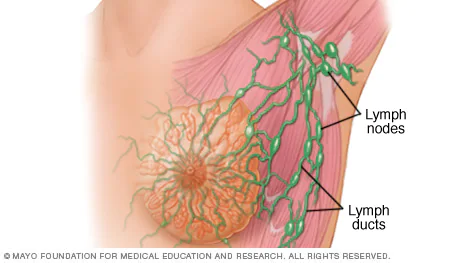 Lymph
nodes
Lymph
ducts
© MAYO FOUNDATION FOR MEDICAL EDUCATION AND RESEARCH. ALL RIGHTS RESERVED.